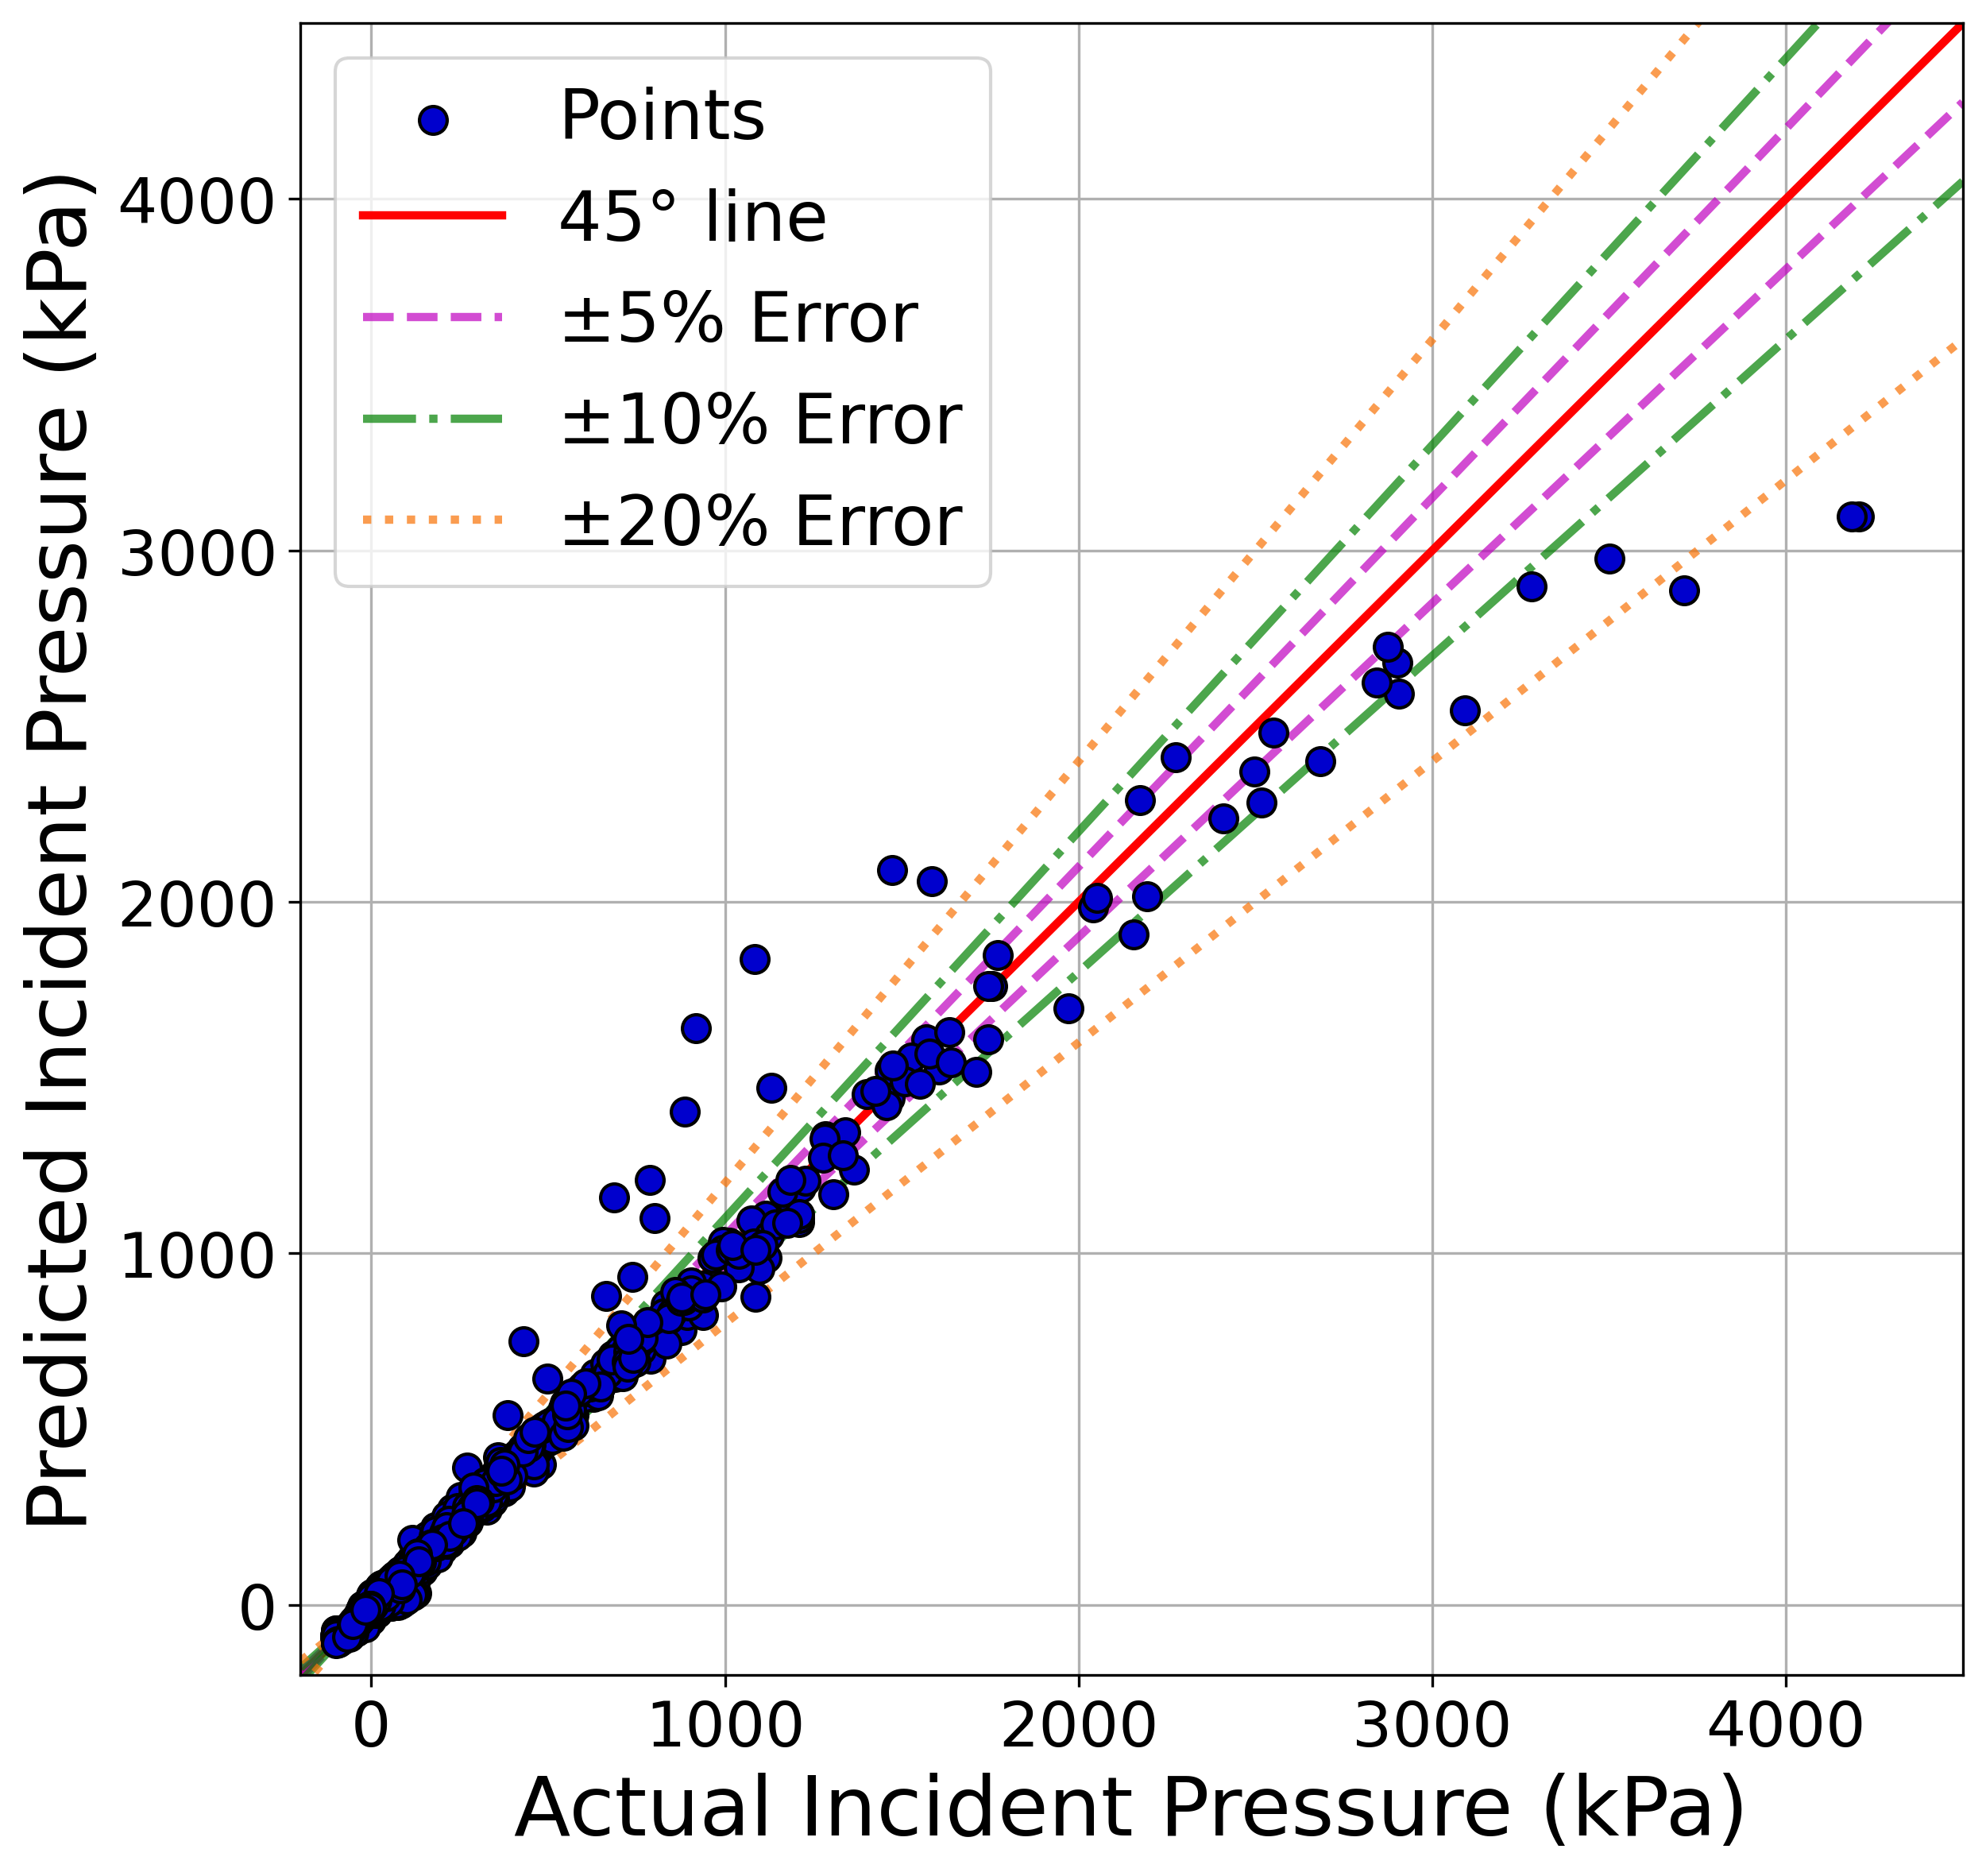 Points
45° line
±5% Error
±10% Error
±20% Error
4000
3000
2000
1000
0
0
1000
2000
3000
4000
Predicted Incident Pressure (kPa)
Actual Incident Pressure (kPa)